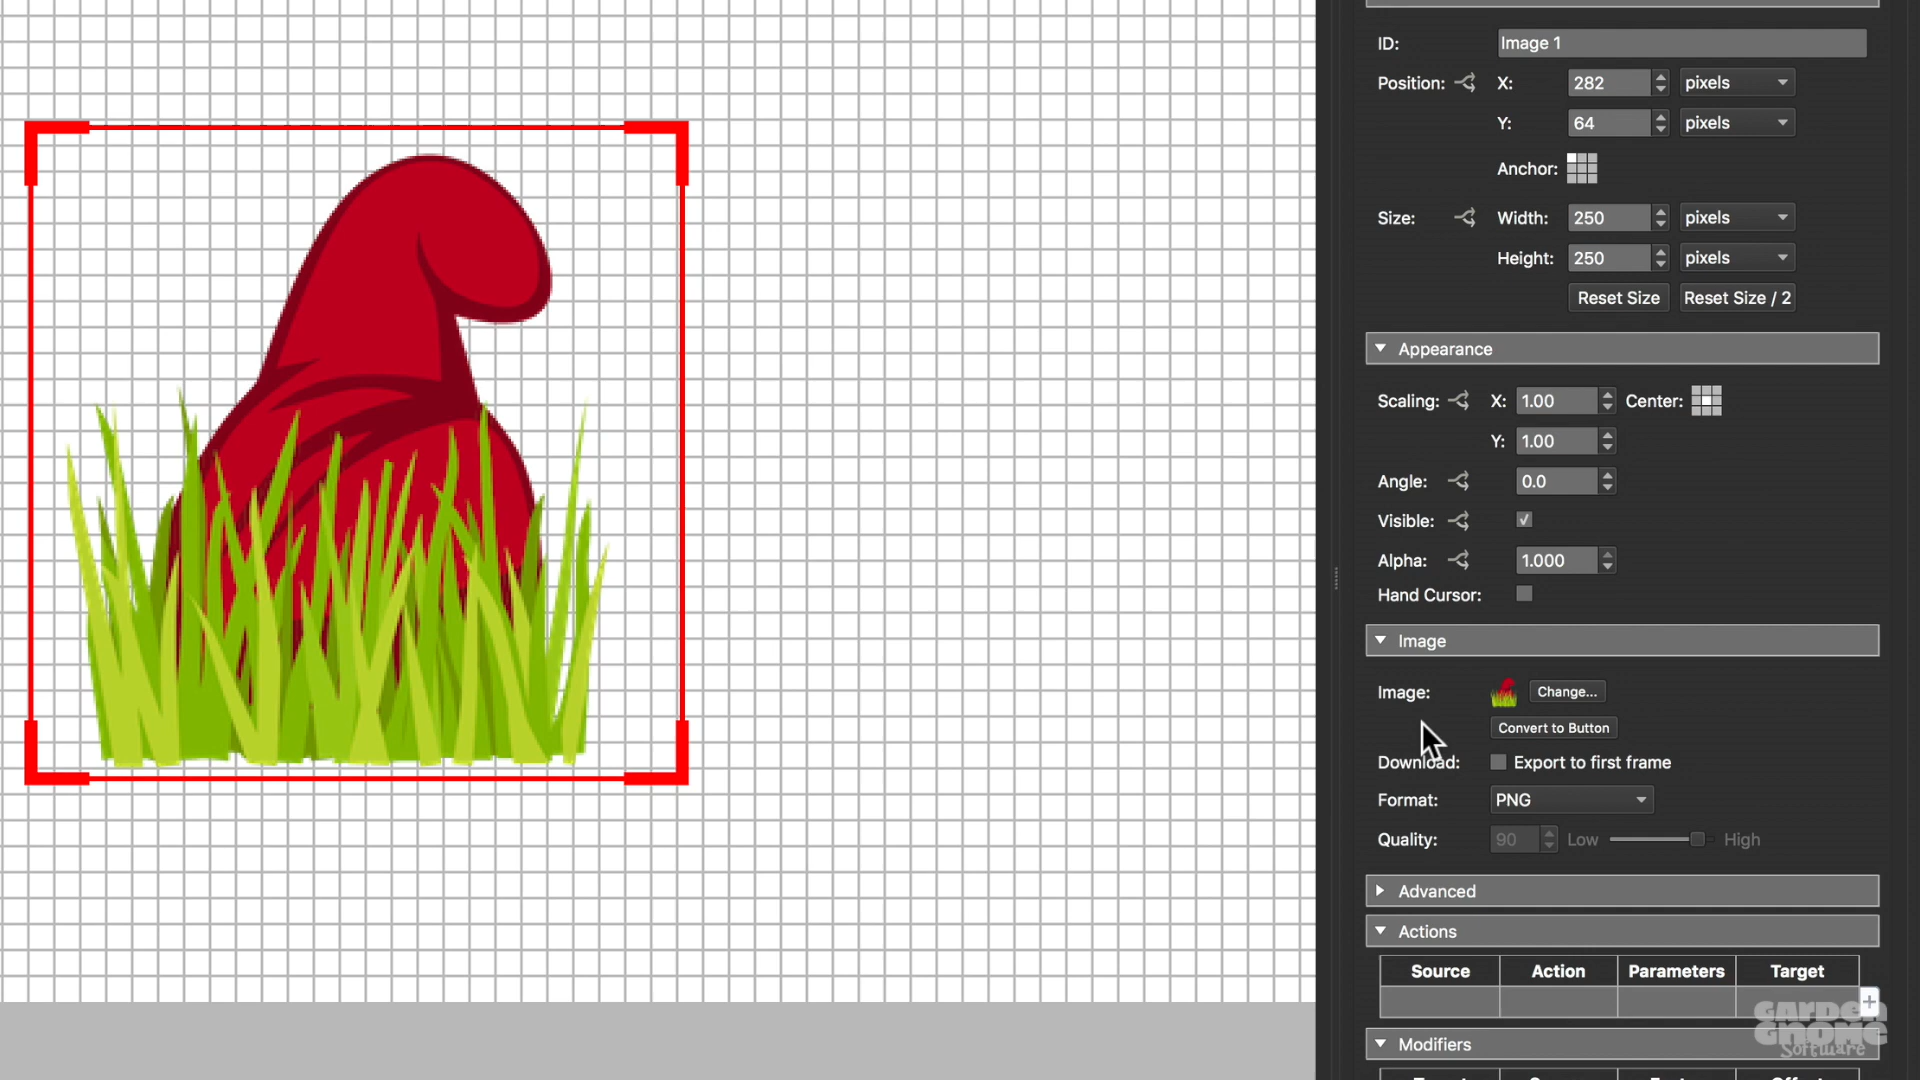 ID: Image 1
Position: X: 282 pixels
Y: 64 pixels
Anchor:
Size: Width: 250 pixels
Height: 250 pixels
Reset Size Reset Size / 2
Appearance
Scaling: X: 1.00 Center:
Y: 1.00
Angle: 0.0
Visible:
Alpha: 1.000
Hand Cursor:
Image
Image: Change...
Convert to Button
Download: Export to first frame
Format: PNG
Quality: 90 Low High
Advanced
Actions
Source Action Parameters Target
+
GARDEN
GNOME
Software
Modifiers